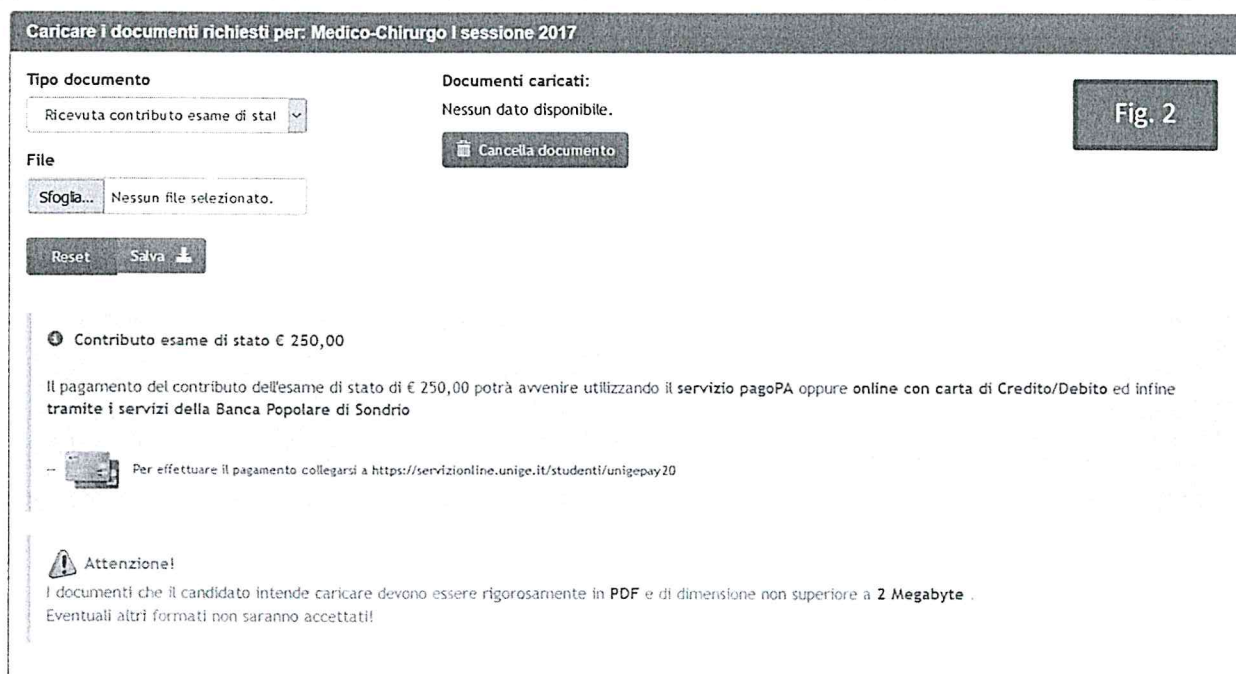 Caricare i documenti richiesti per: Medico-Chirurgo I sessione 2017
Tipo documento
Ricevuta contributo esame di stat
File
Sfoglia... Nessun file selezionato.
Reset Salva
Documenti caricati:
Nessun dato disponibile.
Cancella documento
Fig. 2
Contributo esame di stato € 250,00
Il pagamento del contributo dell'esame di stato di € 250,00 potrà avvenire utilizzando il servizio pagoPA oppure online con carta di Credito/Debito ed infine
tramite i servizi della Banca Popolare di Sondrio
– Per effettuare il pagamento collegarsi a https://servizionline.unige.it/studenti/unigepay20
Attenzione!
I documenti che il candidato intende caricare devono essere rigorosamente in PDF e di dimensione non superiore a 2 Megabyte .
Eventuali altri formati non saranno accettati!